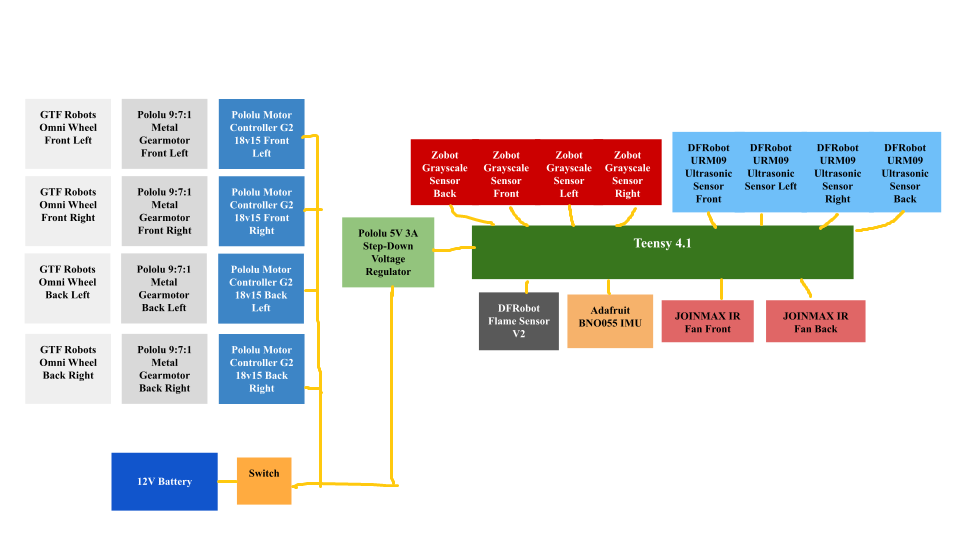 GTF Robots
Omni Wheel
Front Left
Pololu 9:7:1
Metal
Gearmotor
Front Left
Pololu Motor
Controller G2
18v15 Front
Left
GTF Robots
Omni Wheel
Front Right
Pololu 9:7:1
Metal
Gearmotor
Front Right
Pololu Motor
Controller G2
18v15 Front
Right
GTF Robots
Omni Wheel
Back Left
Pololu 9:7:1
Metal
Gearmotor
Back Left
Pololu Motor
Controller G2
18v15 Back
Left
GTF Robots
Omni Wheel
Back Right
Pololu 9:7:1
Metal
Gearmotor
Back Right
Pololu Motor
Controller G2
18v15 Back
Right
12V Battery
Switch
Pololu 5V 3A
Step-Down
Voltage
Regulator
Zobot
Grayscale
Sensor
Back
Zobot
Grayscale
Sensor
Front
Zobot
Grayscale
Sensor
Left
Zobot
Grayscale
Sensor
Right
DFRobot
URM09
Ultrasonic
Sensor
Front
DFRobot
URM09
Ultrasonic
Sensor Left
DFRobot
URM09
Ultrasonic
Sensor
Right
DFRobot
URM09
Ultrasonic
Sensor
Back
Teensy 4.1
DFRobot
Flame Sensor
V2
Adafruit
BNO055 IMU
JOINMAX IR
Fan Front
JOINMAX IR
Fan Back